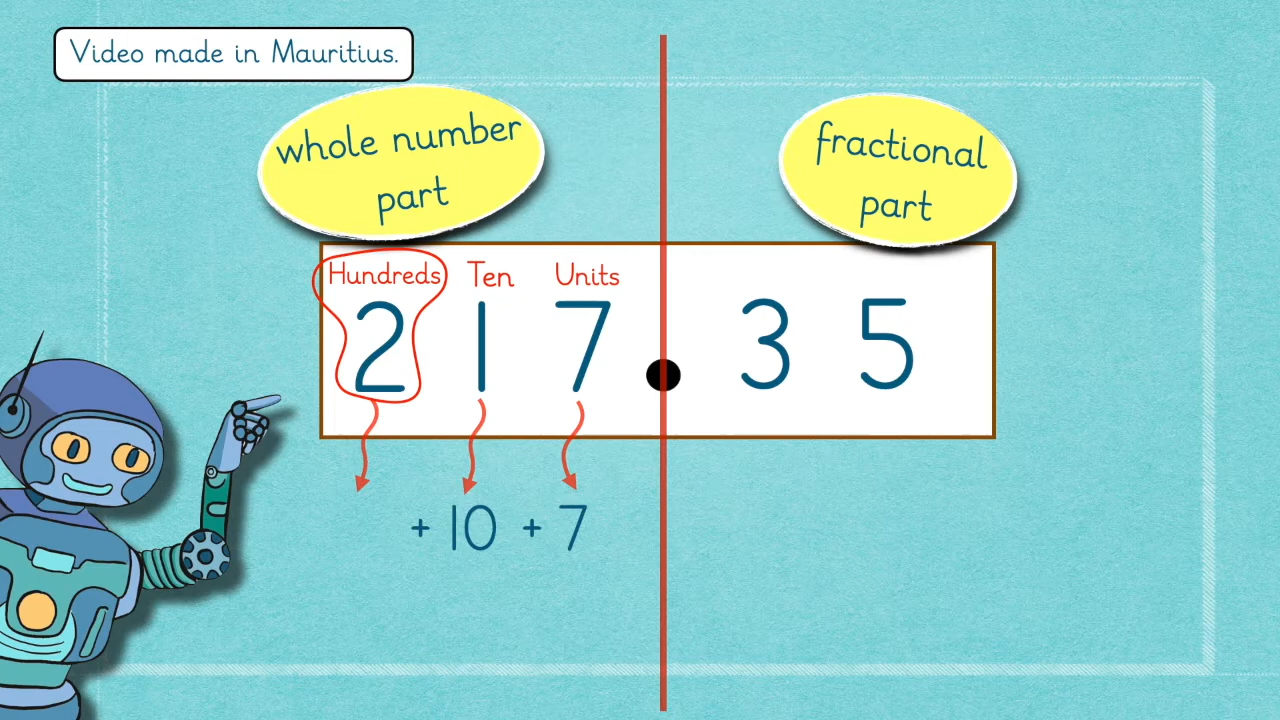 Video made in Mauritius.
whole number
part
fractional
part
Hundreds Ten Units
2 1 7 . 3 5
+ 10 + 7